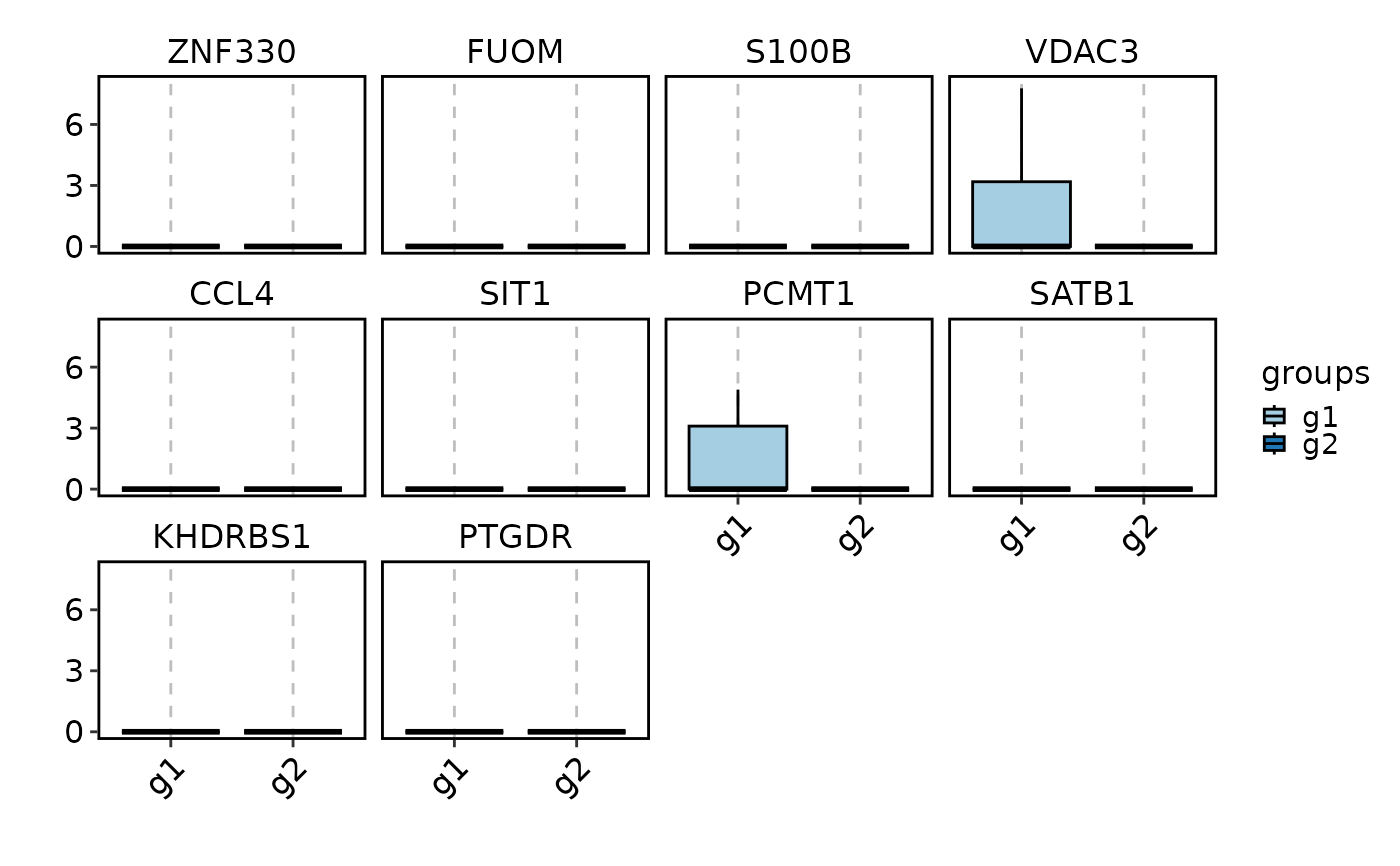 ZNF330 FUOM S100B VDAC3
6
3
0
CCL4 SIT1 PCMT1 SATB1
6
3
0
groups
g1
g2
g1 g2 g1 g2
KHDRBS1 PTGDR
6
3
0
g1 g2 g1 g2